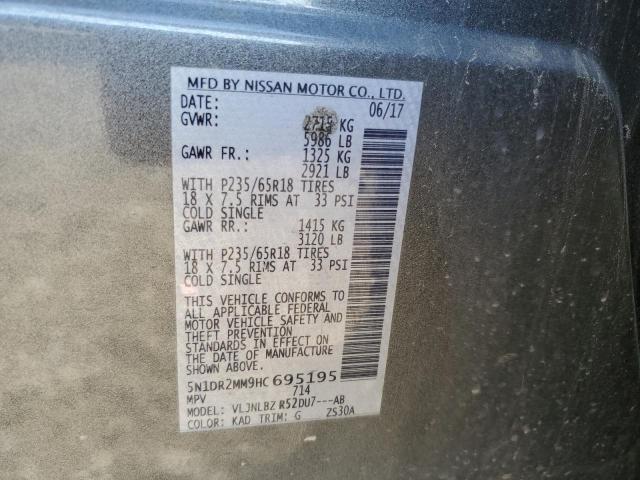 MFD BY NISSAN MOTOR CO., LTD.
DATE: 06/17
GVWR: 2715 KG
5986 LB
GAWR FR.: 1325 KG
2921 LB
WITH P235/65R18 TIRES
18 X 7.5 RIMS AT 33 PSI
COLD SINGLE
GAWR RR.: 1415 KG
3120 LB
WITH P235/65R18 TIRES
18 X 7.5 RIMS AT 33 PSI
COLD SINGLE
THIS VEHICLE CONFORMS TO
ALL APPLICABLE FEDERAL
MOTOR VEHICLE SAFETY AND
THEFT PREVENTION
STANDARDS IN EFFECT ON
THE DATE OF MANUFACTURE
SHOWN ABOVE.
5N1DR2MM9HC695195
MPV 714
MODEL: VLJNLBZ R52DU7---AB
COLOR: KAD TRIM: G ZS30A